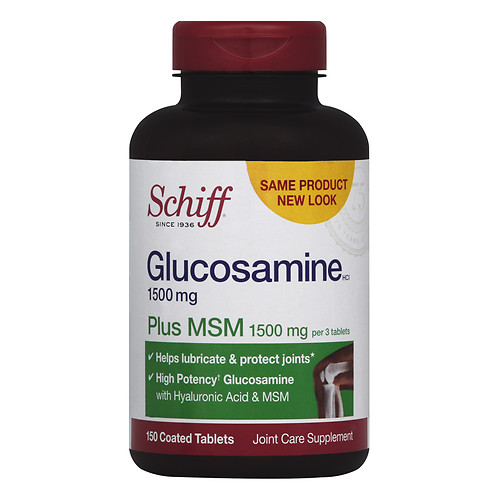 SAME PRODUCT
NEW LOOK
Schiff®
SINCE 1936
Glucosamine HCl
1500 mg
Plus MSM 1500 mg per 3 tablets
✓ Helps lubricate & protect joints*
✓ High Potency† Glucosamine
with Hyaluronic Acid & MSM
150 Coated Tablets Joint Care Supplement